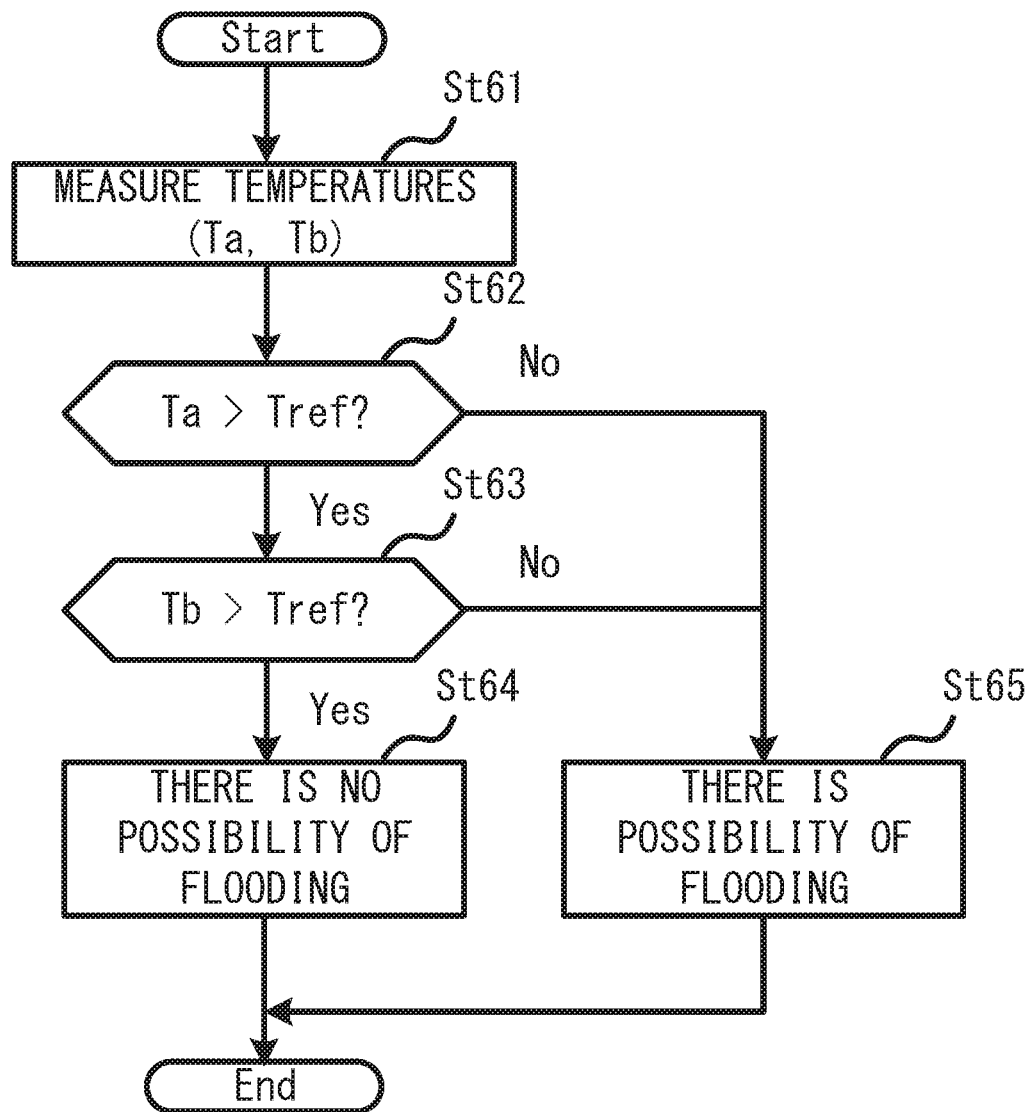 Start
St61
MEASURE TEMPERATURES
(Ta, Tb)
St62
Ta > Tref?
No
Yes
St63
Tb > Tref?
No
Yes
St64
THERE IS NO
POSSIBILITY OF
FLOODING
St65
THERE IS
POSSIBILITY OF
FLOODING
End